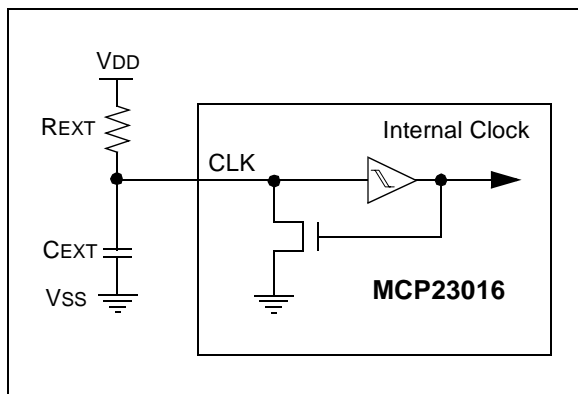 VDD
REXT
Internal Clock
CLK
CEXT
VSS
MCP23016